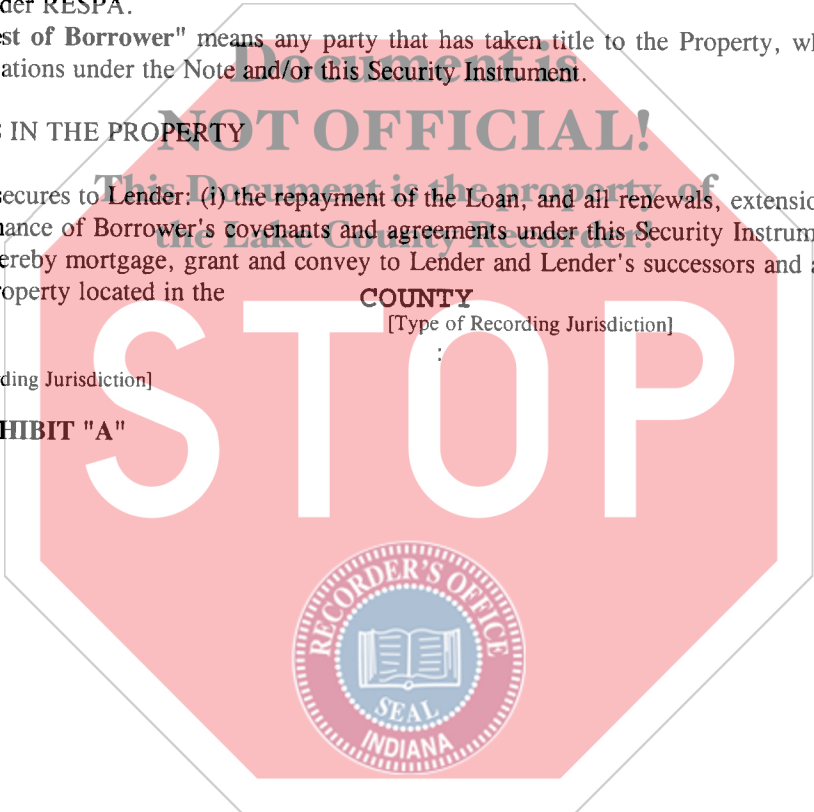 der RESPA.
est of Borrower" means any party that has taken title to the Property, wh
ations under the Note and/or this Security Instrument.
Document is
NOT OFFICIAL!
This Document is the property of
the Lake County Recorder!
IN THE PROPERTY
secures to Lender: (i) the repayment of the Loan, and all renewals, extensio
nance of Borrower's covenants and agreements under this Security Instrum
ereby mortgage, grant and convey to Lender and Lender's successors and a
operty located in the COUNTY
[Type of Recording Jurisdiction]
:
ding Jurisdiction]
HIBIT "A"
STOP
RECORDER'S OFFICE
SEAL
INDIANA